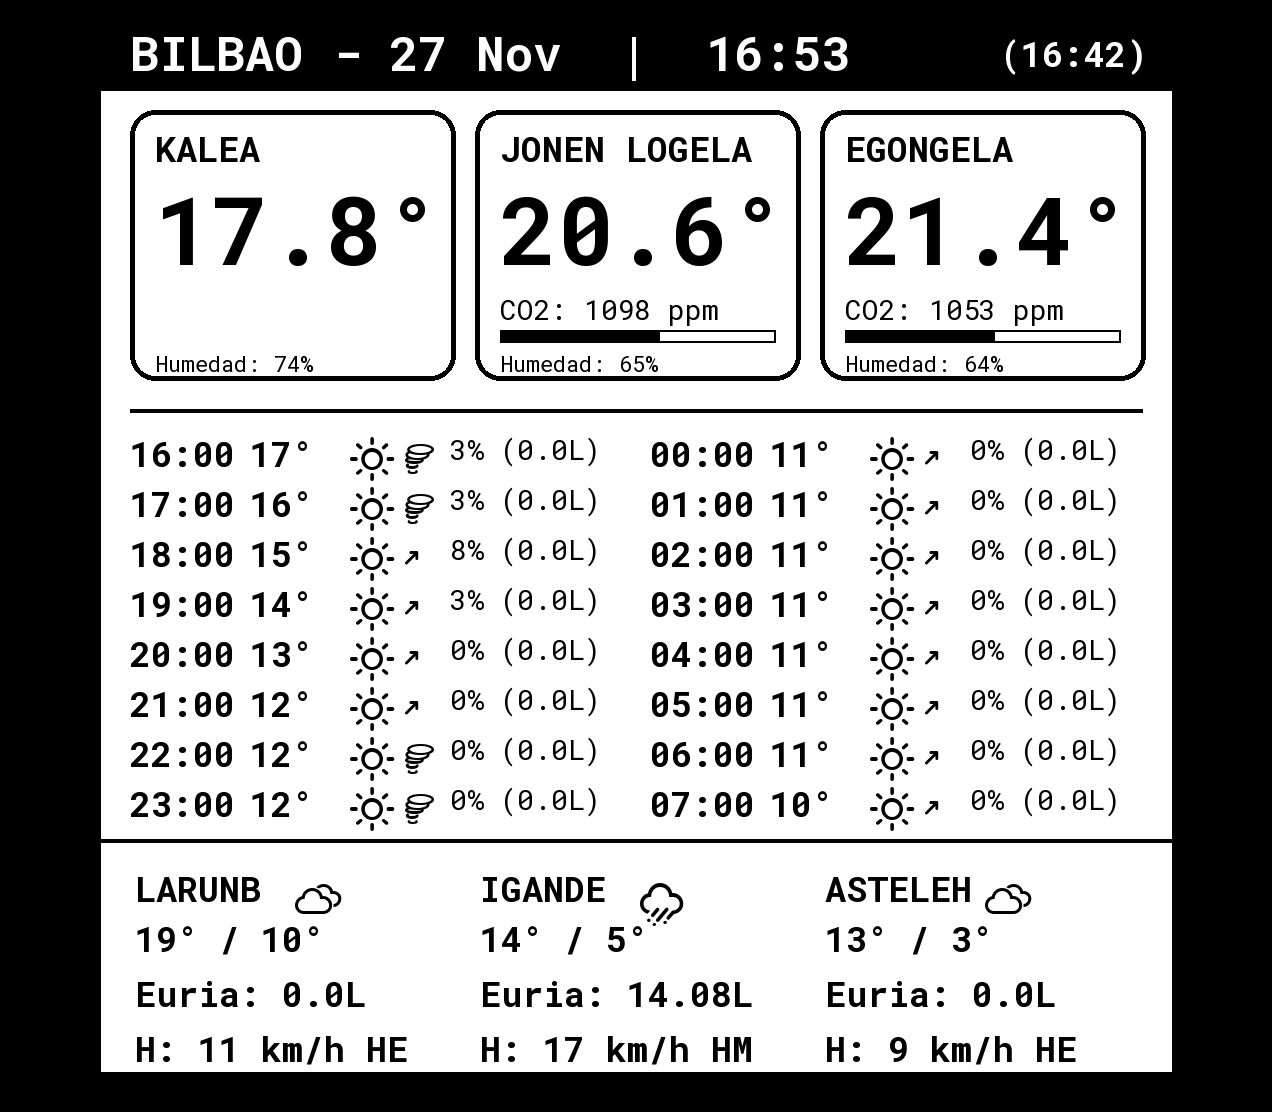 BILBAO - 27 Nov | 16:53 (16:42)
KALEA
17.8°
Humedad: 74%
JONEN LOGELA
20.6°
CO2: 1098 ppm
Humedad: 65%
EGONGELA
21.4°
CO2: 1053 ppm
Humedad: 64%
16:00 17° 3% (0.0L)
17:00 16° 3% (0.0L)
18:00 15° 8% (0.0L)
19:00 14° 3% (0.0L)
20:00 13° 0% (0.0L)
21:00 12° 0% (0.0L)
22:00 12° 0% (0.0L)
23:00 12° 0% (0.0L)
00:00 11° 0% (0.0L)
01:00 11° 0% (0.0L)
02:00 11° 0% (0.0L)
03:00 11° 0% (0.0L)
04:00 11° 0% (0.0L)
05:00 11° 0% (0.0L)
06:00 11° 0% (0.0L)
07:00 10° 0% (0.0L)
LARUNB
19° / 10°
Euria: 0.0L
H: 11 km/h HE
IGANDE
14° / 5°
Euria: 14.08L
H: 17 km/h HM
ASTELEH
13° / 3°
Euria: 0.0L
H: 9 km/h HE